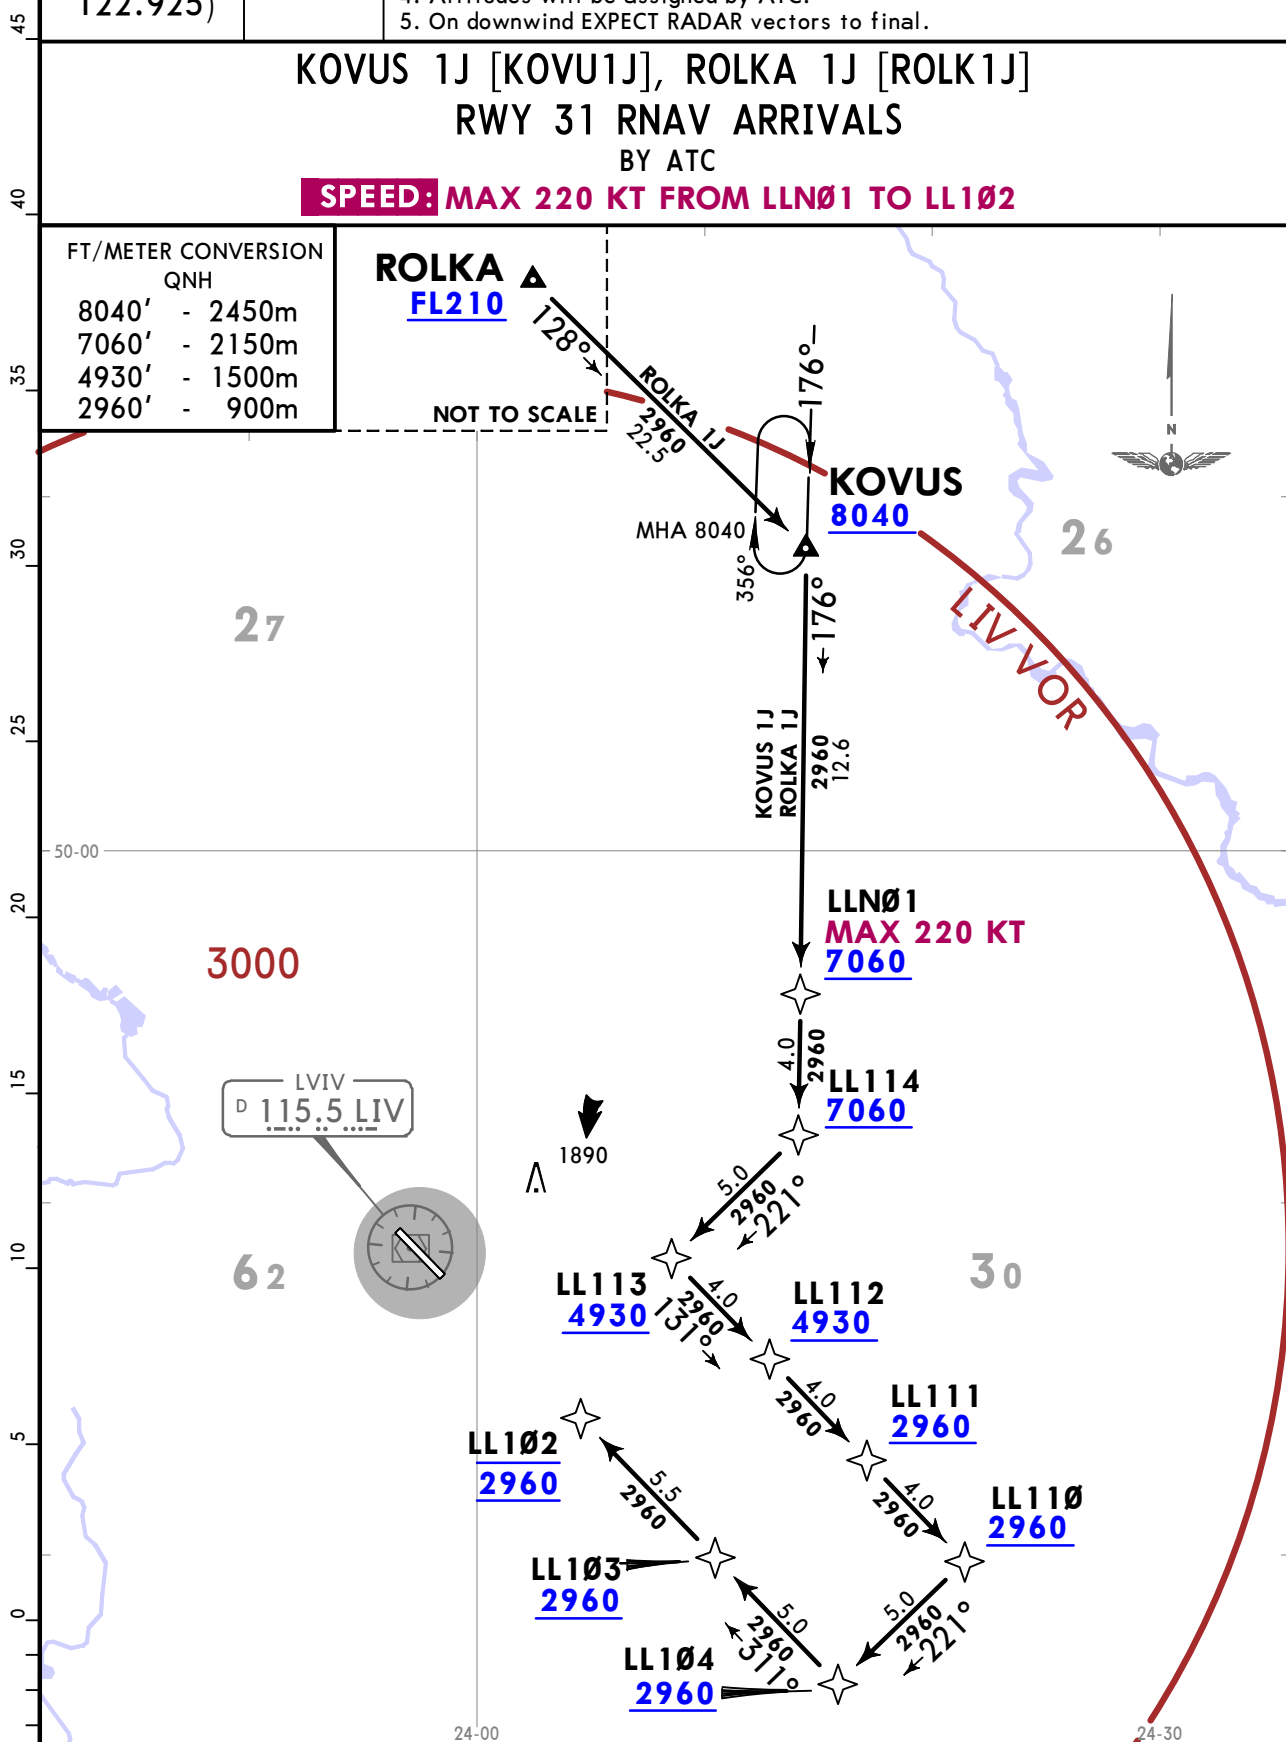 122.925)
5. On downwind EXPECT RADAR vectors to final.
KOVUS 1J [KOVU1J], ROLKA 1J [ROLK1J]
RWY 31 RNAV ARRIVALS
BY ATC
SPEED: MAX 220 KT FROM LLNØ1 TO LL1Ø2
FT/METER CONVERSION
QNH
8040' - 2450m
7060' - 2150m
4930' - 1500m
2960' - 900m
ROLKA
FL210
128°
ROLKA 1J
2960
22.5
NOT TO SCALE
176°
KOVUS
8040
MHA 8040
356°
176°
26
27
LIV VOR
KOVUS 1J
ROLKA 1J
2960
12.6
50-00
LLNØ1
MAX 220 KT
7060
3000
4.0
2960
LL114
7060
LVIV
D 115.5 LIV
1890
5.0
2960
221°
62
30
LL113
4930
4.0
2960
131°
LL112
4930
4.0
2960
LL111
2960
LL1Ø2
2960
5.5
2960
4.0
2960
LL11Ø
2960
LL1Ø3
2960
5.0
2960
311°
5.0
2960
221°
LL1Ø4
2960
24-00
24-30
45
40
35
30
25
20
15
10
5
0
N